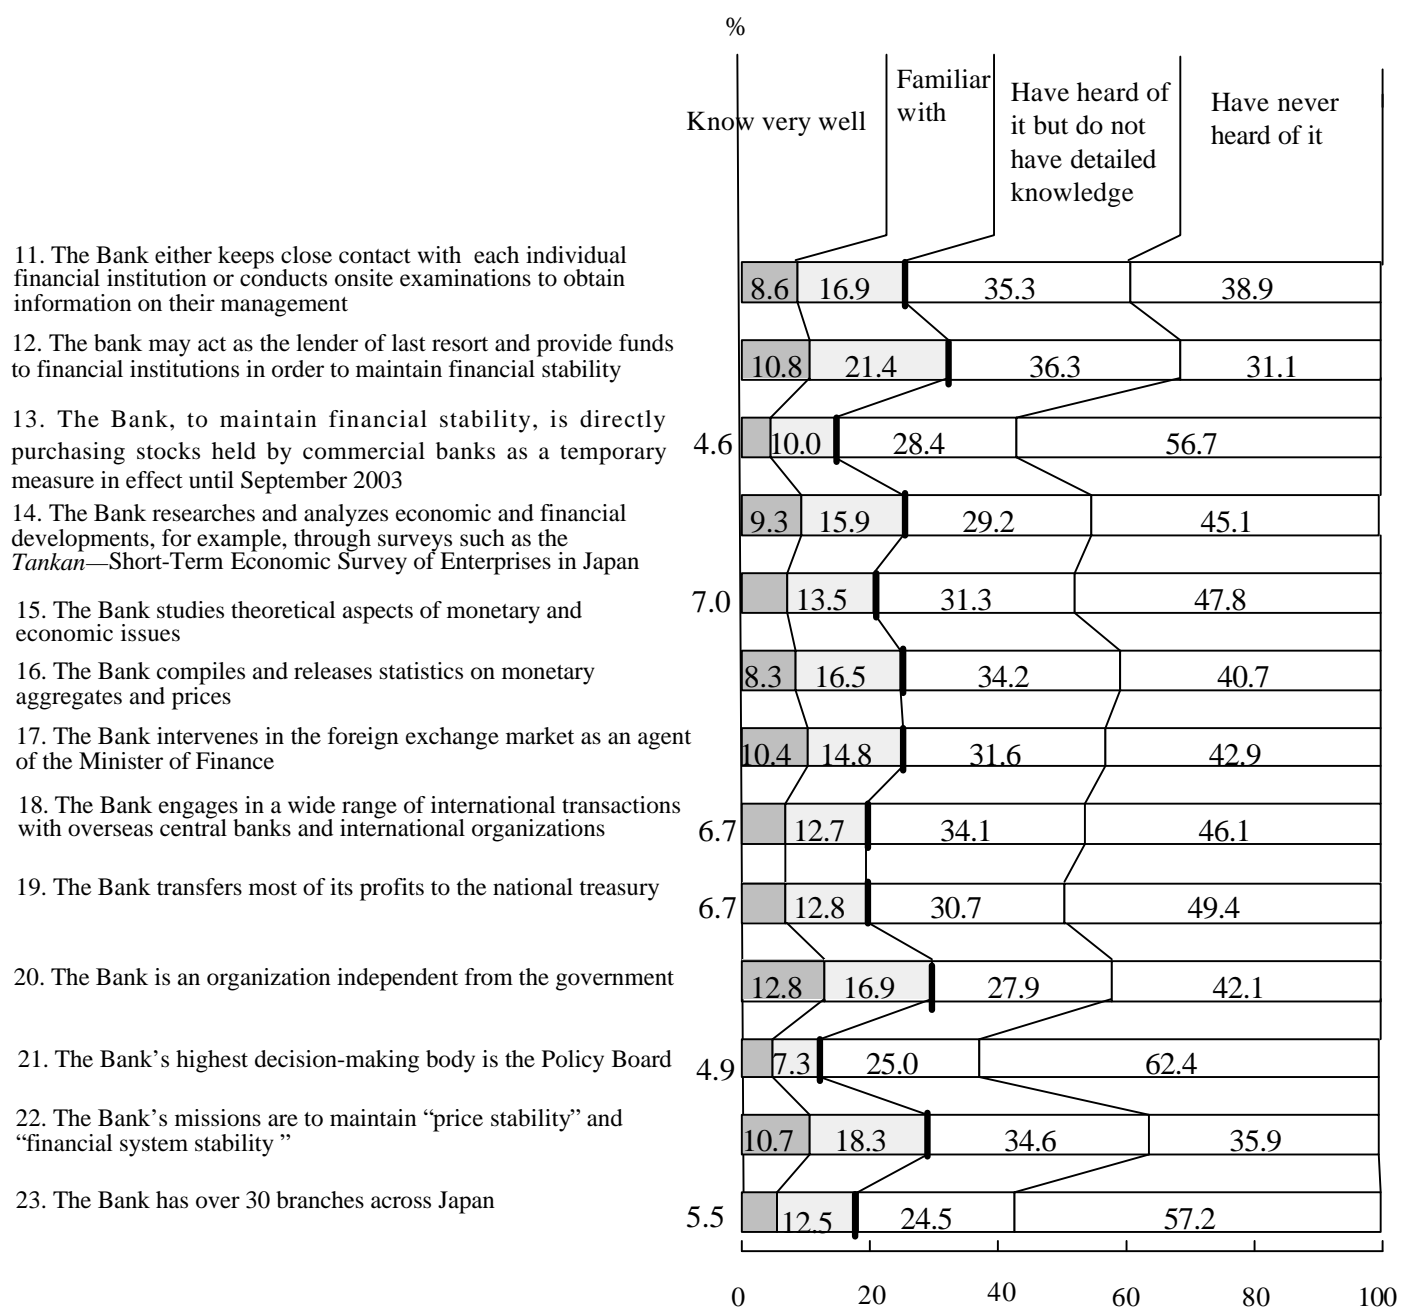 %
Know very well
Familiar
with
Have heard of
it but do not
have detailed
knowledge
Have never
heard of it
11. The Bank either keeps close contact with each individual
financial institution or conducts onsite examinations to obtain
information on their management
8.6 16.9 35.3 38.9
12. The bank may act as the lender of last resort and provide funds
to financial institutions in order to maintain financial stability
10.8 21.4 36.3 31.1
13. The Bank, to maintain financial stability, is directly
purchasing stocks held by commercial banks as a temporary
measure in effect until September 2003
4.6 10.0 28.4 56.7
14. The Bank researches and analyzes economic and financial
developments, for example, through surveys such as the
Tankan—Short-Term Economic Survey of Enterprises in Japan
9.3 15.9 29.2 45.1
15. The Bank studies theoretical aspects of monetary and
economic issues
7.0 13.5 31.3 47.8
16. The Bank compiles and releases statistics on monetary
aggregates and prices
8.3 16.5 34.2 40.7
17. The Bank intervenes in the foreign exchange market as an agent
of the Minister of Finance
10.4 14.8 31.6 42.9
18. The Bank engages in a wide range of international transactions
with overseas central banks and international organizations
6.7 12.7 34.1 46.1
19. The Bank transfers most of its profits to the national treasury
6.7 12.8 30.7 49.4
20. The Bank is an organization independent from the government
12.8 16.9 27.9 42.1
21. The Bank’s highest decision-making body is the Policy Board
4.9 7.3 25.0 62.4
22. The Bank’s missions are to maintain “price stability” and
“financial system stability ”
10.7 18.3 34.6 35.9
23. The Bank has over 30 branches across Japan
5.5 12.5 24.5 57.2
0 20 40 60 80 100